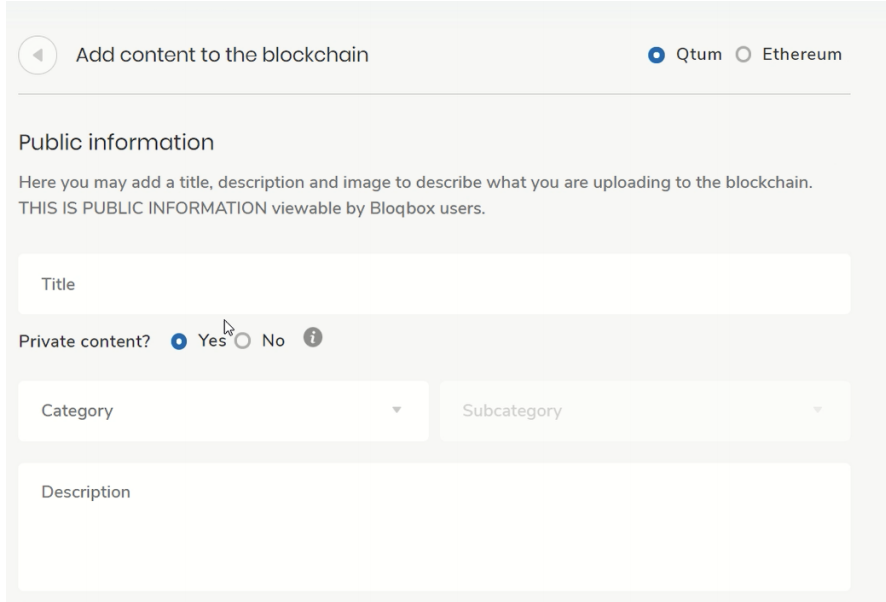 Add content to the blockchain
Qtum Ethereum
Public information
Here you may add a title, description and image to describe what you are uploading to the blockchain.
THIS IS PUBLIC INFORMATION viewable by Bloqbox users.
Title
Private content? Yes No i
Category Subcategory
Description